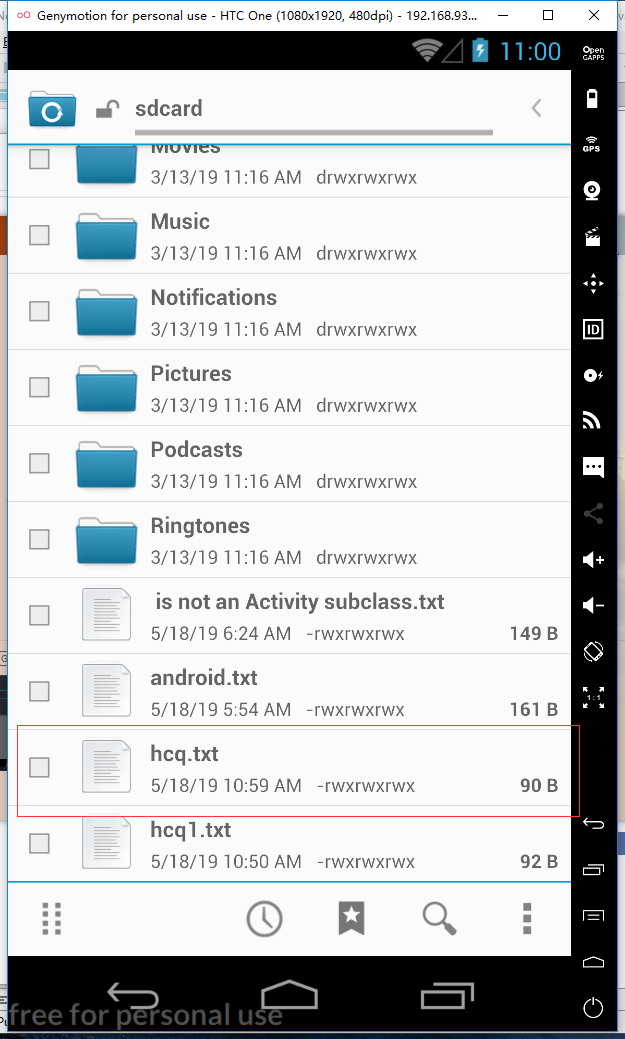 Genymotion for personal use - HTC One (1080x1920, 480dpi) - 192.168.93...
11:00
Open
GAPPS
sdcard
GPS
Movies
3/13/19 11:16 AM drwxrwxrwx
Music
3/13/19 11:16 AM drwxrwxrwx
Notifications
3/13/19 11:16 AM drwxrwxrwx
ID
Pictures
3/13/19 11:16 AM drwxrwxrwx
Podcasts
3/13/19 11:16 AM drwxrwxrwx
Ringtones
3/13/19 11:16 AM drwxrwxrwx
is not an Activity subclass.txt
5/18/19 6:24 AM -rwxrwxrwx 149 B
android.txt
5/18/19 5:54 AM -rwxrwxrwx 161 B
1:1
hcq.txt
5/18/19 10:59 AM -rwxrwxrwx 90 B
hcq1.txt
5/18/19 10:50 AM -rwxrwxrwx 92 B
free for personal use